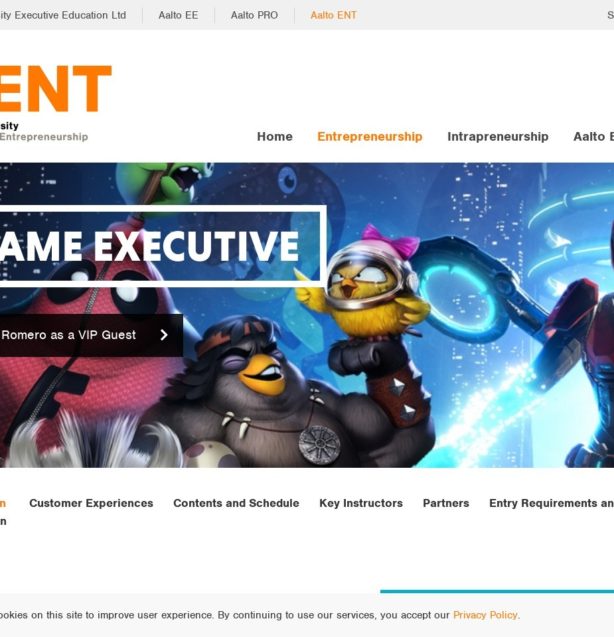 ity Executive Education Ltd Aalto EE Aalto PRO Aalto ENT S
ENT
sity
Entrepreneurship
Home Entrepreneurship Intrapreneurship Aalto E
AME EXECUTIVE
Romero as a VIP Guest
n Customer Experiences Contents and Schedule Key Instructors Partners Entry Requirements an
n
ookies on this site to improve user experience. By continuing to use our services, you accept our Privacy Policy.